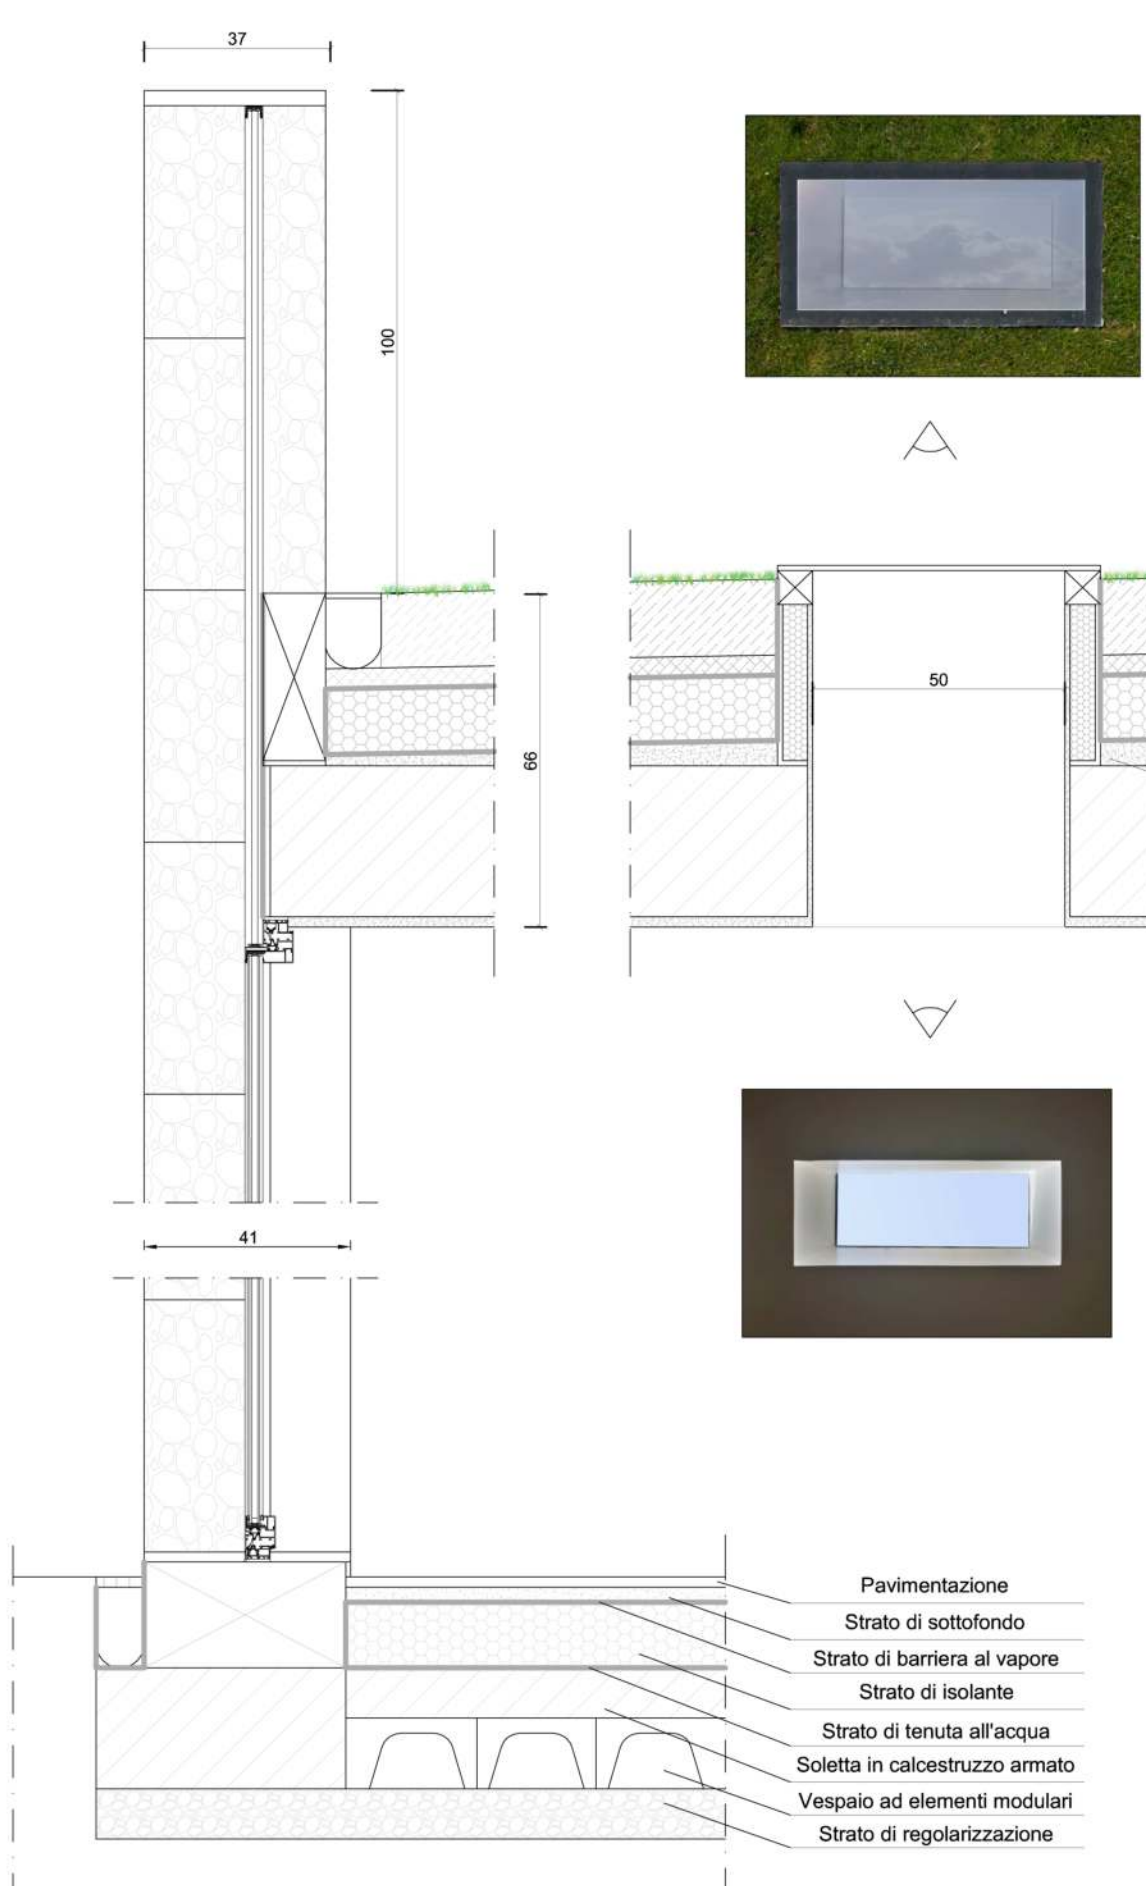 37
100
66
50
41
Pavimentazione
Strato di sottofondo
Strato di barriera al vapore
Strato di isolante
Strato di tenuta all'acqua
Soletta in calcestruzzo armato
Vespaio ad elementi modulari
Strato di regolarizzazione